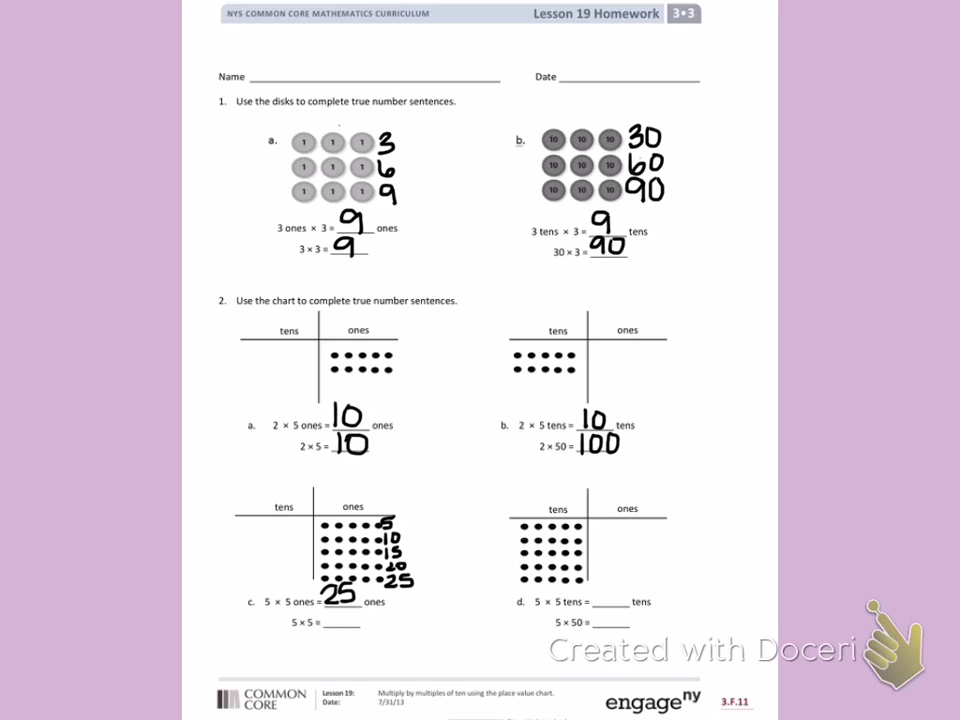 NYS COMMON CORE MATHEMATICS CURRICULUM Lesson 19 Homework 3•3
Name Date
1. Use the disks to complete true number sentences.
a.
1 1 1 3
1 1 1 6
1 1 1 9
3 ones × 3 = 9 ones
3 × 3 = 9
b.
10 10 10 30
10 10 10 60
10 10 10 90
3 tens × 3 = 9 tens
30 × 3 = 90
2. Use the chart to complete true number sentences.
tens ones
a. 2 × 5 ones = 10 ones
2 × 5 = 10
tens ones
b. 2 × 5 tens = 10 tens
2 × 50 = 100
tens ones
5
10
15
20
25
c. 5 × 5 ones = 25 ones
5 × 5 =
tens ones
d. 5 × 5 tens = tens
5 × 50 =
Created with Doceri
COMMON CORE
Lesson 19: Multiply by multiples of ten using the place value chart.
Date: 7/31/13
engage ny
3.F.11